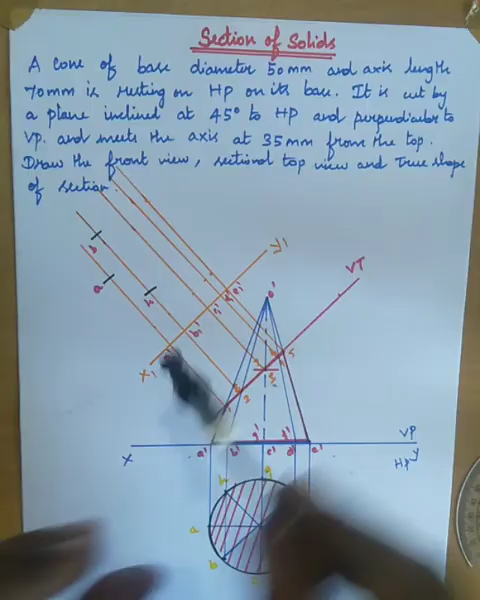 Section of Solids
A cone of base diameter 50mm and axis length
70mm is resting on HP on its base. It is cut by
a plane inclined at 45° to HP and perpendicular to
VP. and meets the axis at 35mm from the top.
Draw the front view, sectional top view and True shape
of section.
Y1
VT
b
a
h
o'
b'
X1
X
a'
b'
g'
c'
d'
e'
VP
HP
Y
h
g
a
b